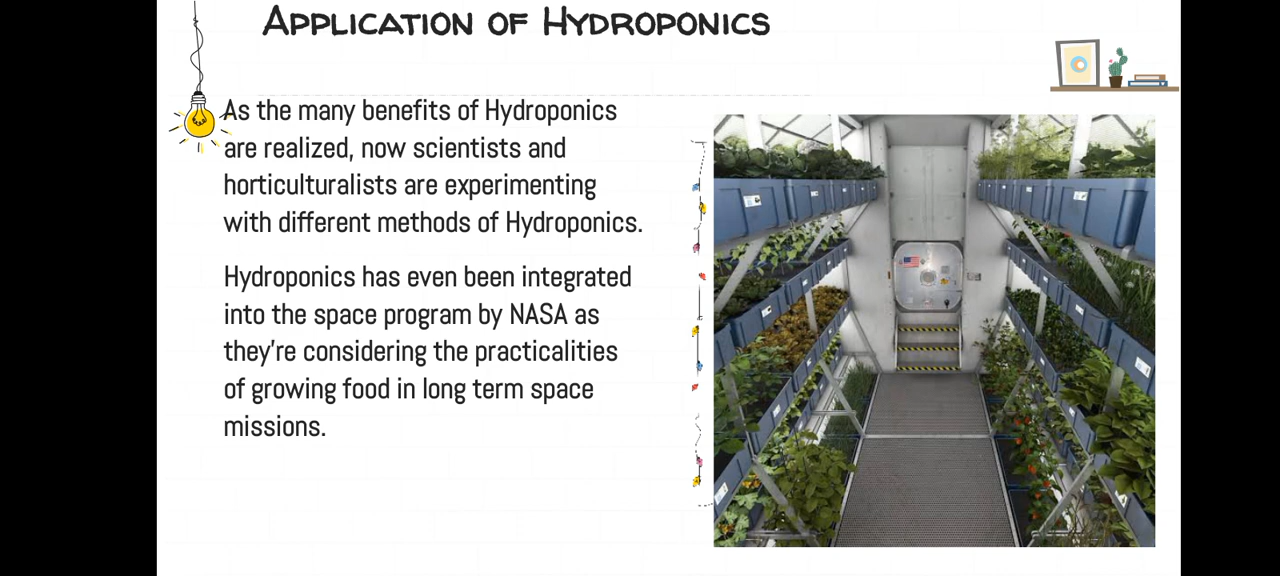 Application of Hydroponics
As the many benefits of Hydroponics
are realized, now scientists and
horticulturalists are experimenting
with different methods of Hydroponics.
Hydroponics has even been integrated
into the space program by NASA as
they're considering the practicalities
of growing food in long term space
missions.